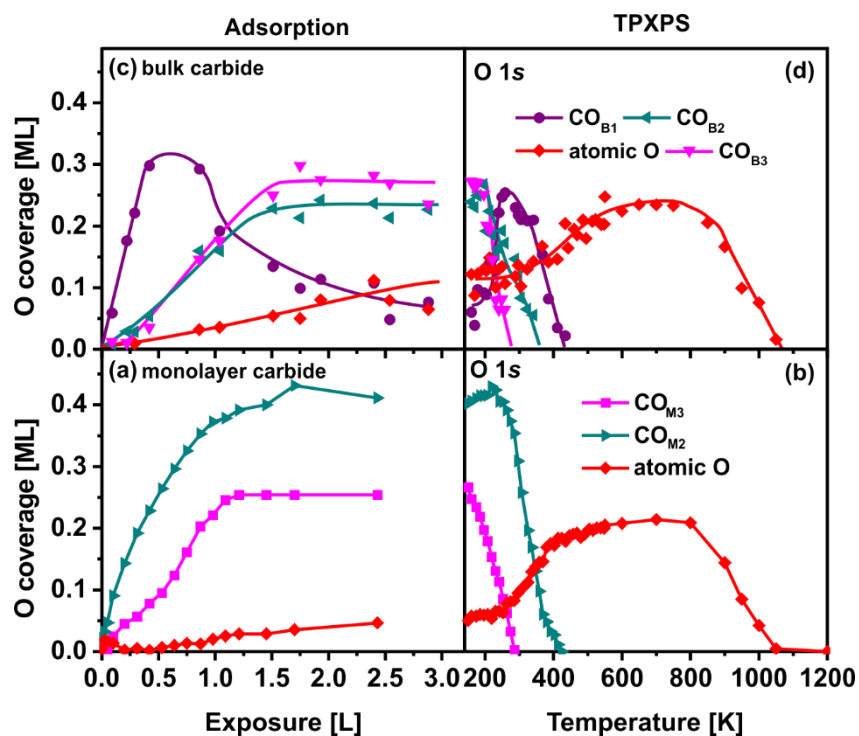 Adsorption
TPXPS
(c) bulk carbide
O 1s
(d)
CO_B1
CO_B2
atomic O
CO_B3
O coverage [ML]
0.4
0.3
0.2
0.1
0.0
(a) monolayer carbide
O 1s
(b)
CO_M3
CO_M2
atomic O
O coverage [ML]
0.4
0.3
0.2
0.1
0.0
0.0 0.5 1.0 1.5 2.0 2.5 3.0
200 400 600 800 1000 1200
Exposure [L]
Temperature [K]